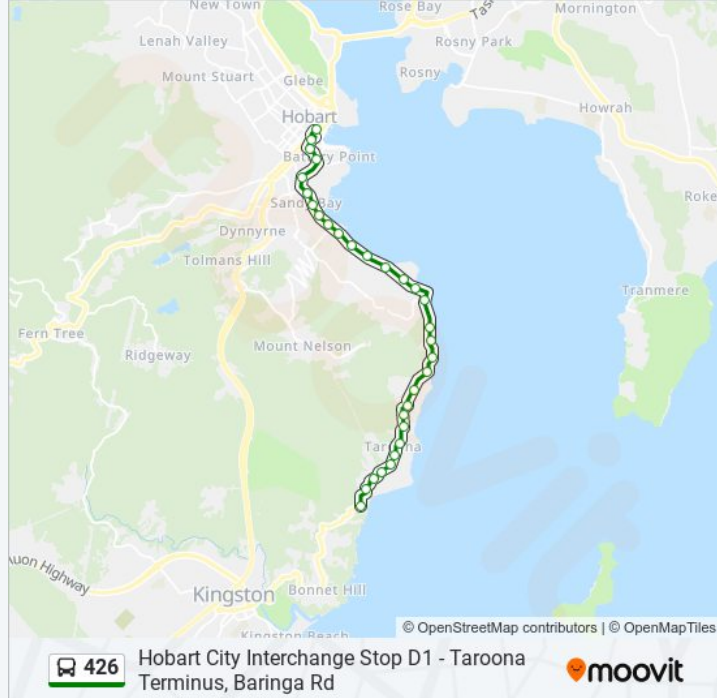 New Town
Rose Bay
Tas
Mornington
Lenah Valley
Rosny Park
Mount Stuart
Glebe
Rosny
Howrah
Hobart
Battery Point
Sandy Bay
Roke
Dynnyrne
Tolmans Hill
Tranmere
Fern Tree
Mount Nelson
Ridgeway
Taroona
Huon Highway
Kingston
Bonnet Hill
© OpenStreetMap contributors | © OpenMapTiles
Kingston Beach
426
Hobart City Interchange Stop D1 - Taroona
Terminus, Baringa Rd
moovit